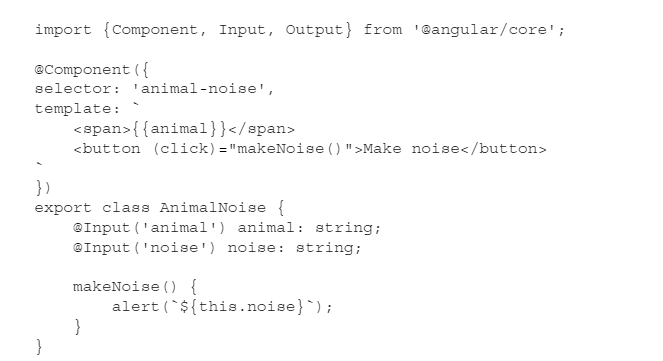 import {Component, Input, Output} from '@angular/core';

@Component({
selector: 'animal-noise',
template: `
    <span>{{animal}}</span>
    <button (click)="makeNoise()">Make noise</button>
`
})
export class AnimalNoise {
    @Input('animal') animal: string;
    @Input('noise') noise: string;

    makeNoise() {
        alert(`${this.noise}`);
    }
}